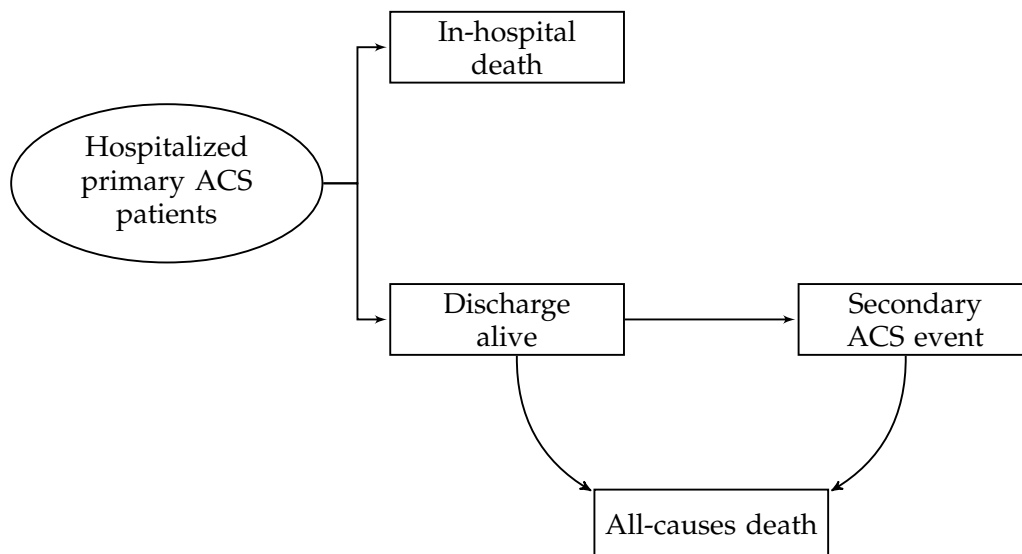 In-hospital
death
Hospitalized
primary ACS
patients
Discharge
alive
Secondary
ACS event
All-causes death